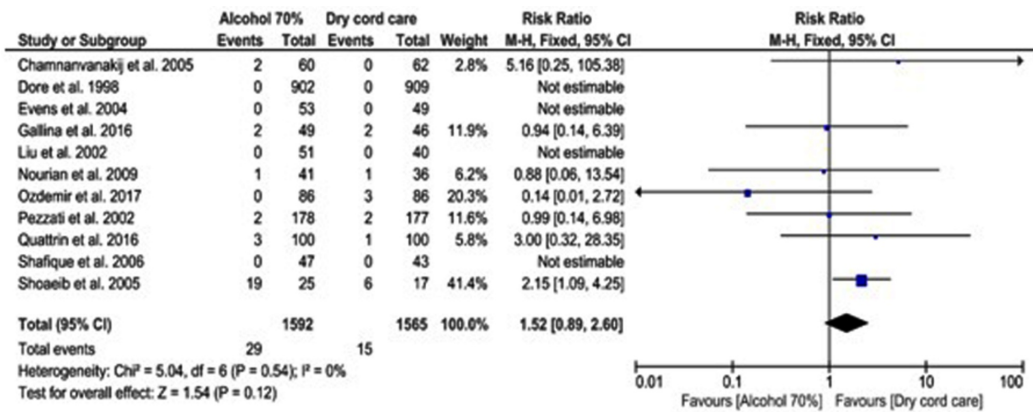 Alcohol 70% Dry cord care Risk Ratio Risk Ratio
Study or Subgroup Events Total Events Total Weight M-H, Fixed, 95% CI M-H, Fixed, 95% CI
Chamnanvanakij et al. 2005 2 60 0 62 2.8% 5.16 [0.25, 105.38]
Dore et al. 1998 0 902 0 909 Not estimable
Evens et al. 2004 0 53 0 49 Not estimable
Gallina et al. 2016 2 49 2 46 11.9% 0.94 [0.14, 6.39]
Liu et al. 2002 0 51 0 40 Not estimable
Nourian et al. 2009 1 41 1 36 6.2% 0.88 [0.06, 13.54]
Ozdemir et al. 2017 0 86 3 86 20.3% 0.14 [0.01, 2.72]
Pezzati et al. 2002 2 178 2 177 11.6% 0.99 [0.14, 6.98]
Quattrin et al. 2016 3 100 1 100 5.8% 3.00 [0.32, 28.35]
Shafique et al. 2006 0 47 0 43 Not estimable
Shoaeib et al. 2005 19 25 6 17 41.4% 2.15 [1.09, 4.25]
Total (95% CI) 1592 1565 100.0% 1.52 [0.89, 2.60]
Total events 29 15
Heterogeneity: Chi² = 5.04, df = 6 (P = 0.54); I² = 0%
Test for overall effect: Z = 1.54 (P = 0.12)
0.01 0.1 1 10 100
Favours [Alcohol 70%] Favours [Dry cord care]